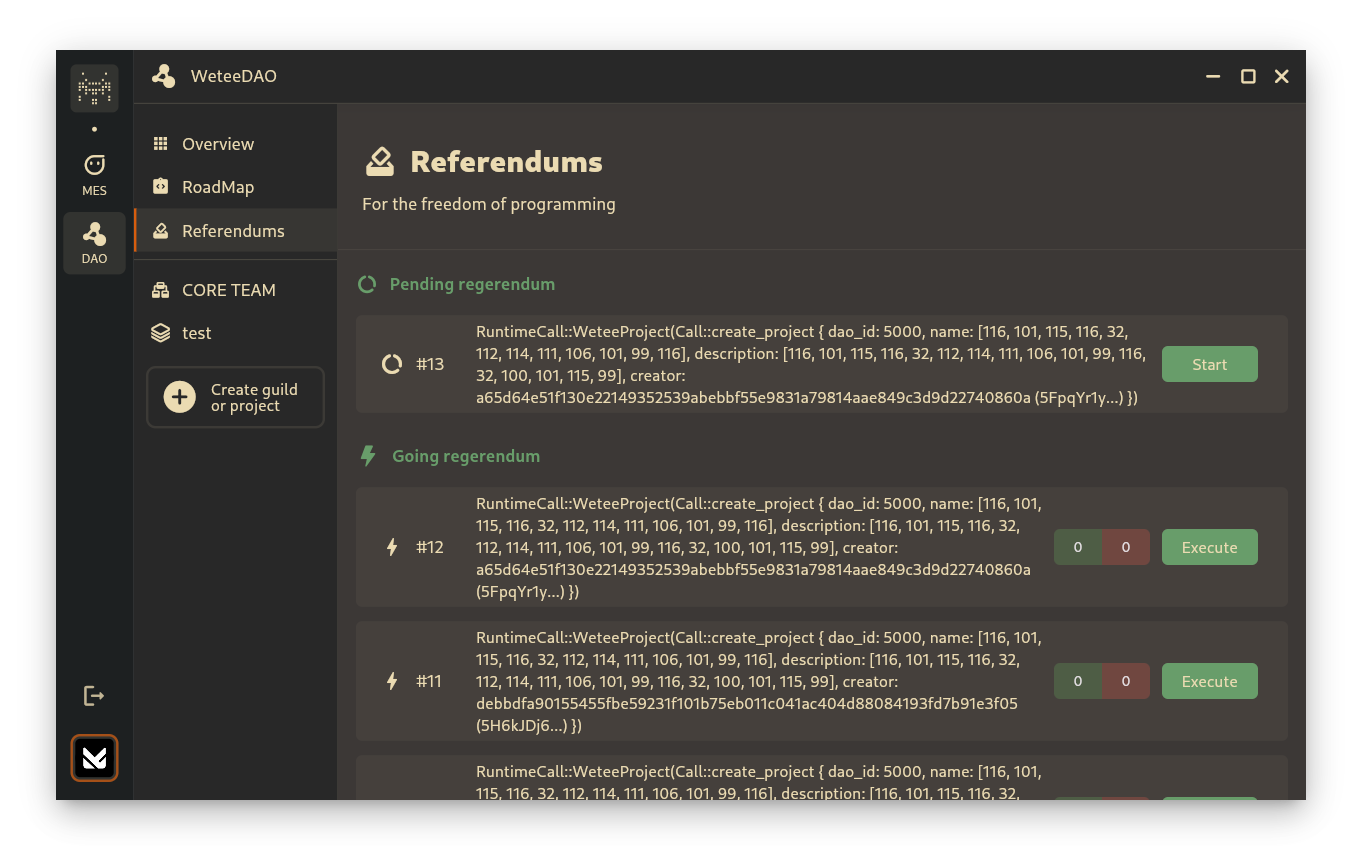 WeteeDAO
MES
DAO
Overview
RoadMap
Referendums
CORE TEAM
test
Create guild
or project
Referendums
For the freedom of programming
Pending regerendum
#13
RuntimeCall::WeteeProject(Call::create_project { dao_id: 5000, name: [116, 101, 115, 116, 32,
112, 114, 111, 106, 101, 99, 116], description: [116, 101, 115, 116, 32, 112, 114, 111, 106, 101, 99, 116,
32, 100, 101, 115, 99], creator:
a65d64e51f130e22149352539abebbf55e9831a79814aae849c3d9d22740860a (5FpqYr1y...) })
Start
Going regerendum
#12
RuntimeCall::WeteeProject(Call::create_project { dao_id: 5000, name: [116, 101,
115, 116, 32, 112, 114, 111, 106, 101, 99, 116], description: [116, 101, 115, 116, 32,
112, 114, 111, 106, 101, 99, 116, 32, 100, 101, 115, 99], creator:
a65d64e51f130e22149352539abebbf55e9831a79814aae849c3d9d22740860a
(5FpqYr1y...) })
0 0
Execute
#11
RuntimeCall::WeteeProject(Call::create_project { dao_id: 5000, name: [116, 101,
115, 116, 32, 112, 114, 111, 106, 101, 99, 116], description: [116, 101, 115, 116, 32,
112, 114, 111, 106, 101, 99, 116, 32, 100, 101, 115, 99], creator:
debbdfa90155455fbe59231f101b75eb011c041ac404d88084193fd7b91e3f05
(5H6kJDj6...) })
0 0
Execute
RuntimeCall::WeteeProject(Call::create_project { dao_id: 5000, name: [116, 101,
115, 116, 32, 112, 114, 111, 106, 101, 99, 116], description: [116, 101, 115, 116, 32,